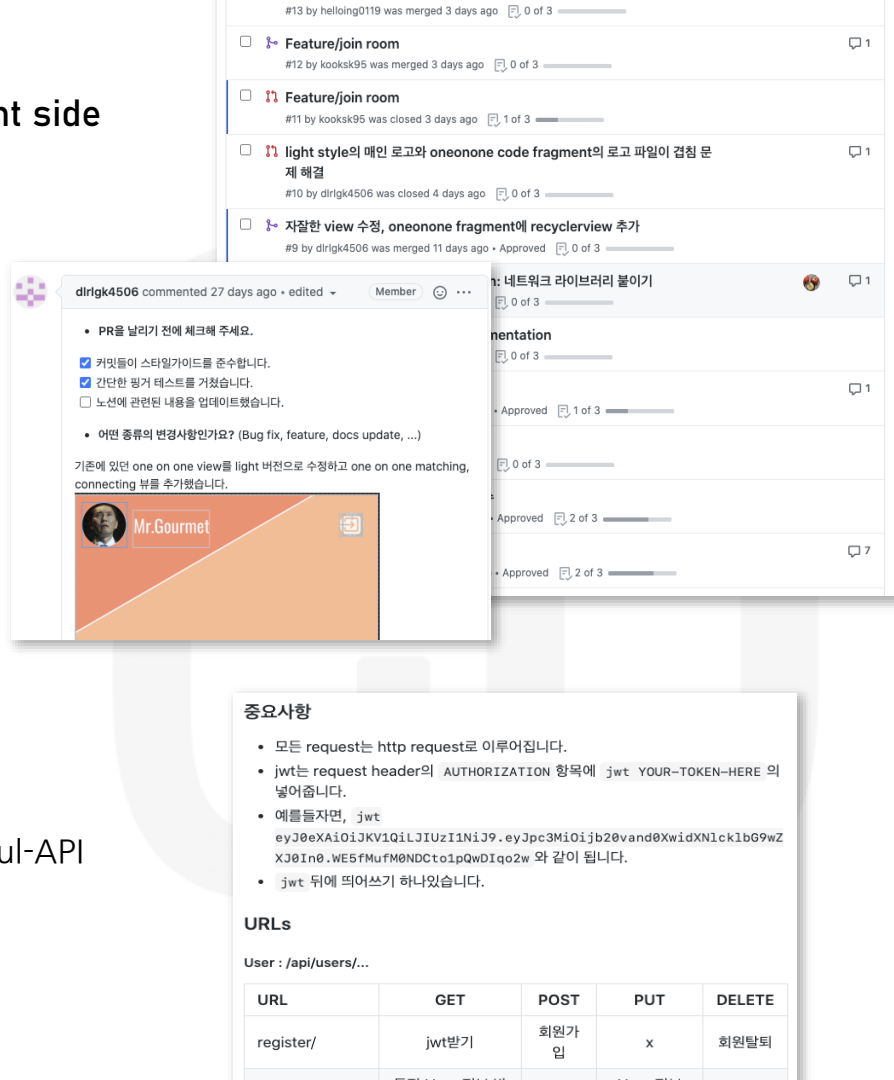 #13 by helloing0119 was merged 3 days ago 0 of 3
Feature/join room 1
#12 by kooksk95 was merged 3 days ago 0 of 3
Feature/join room
#11 by kooksk95 was closed 3 days ago 1 of 3
light style의 매인 로고와 oneonone code fragment의 로고 파일이 겹침 문 1
제 해결
#10 by dlrlgk4506 was closed 4 days ago 0 of 3
자잘한 view 수정, oneonone fragment에 recyclerview 추가
#9 by dlrlgk4506 was merged 11 days ago • Approved 0 of 3
: 네트워크 라이브러리 붙이기 1
0 of 3
mentation
0 of 3
1
• Approved 1 of 3
0 of 3
• Approved 2 of 3
7
• Approved 2 of 3
nt side
dlrlgk4506 commented 27 days ago • edited Member ···
• PR을 날리기 전에 체크해 주세요.
커밋들이 스타일가이드를 준수합니다.
간단한 핑거 테스트를 거쳤습니다.
노션에 관련된 내용을 업데이트했습니다.
• 어떤 종류의 변경사항인가요? (Bug fix, feature, docs update, ...)
기존에 있던 one on one view를 light 버전으로 수정하고 one on one matching,
connecting 뷰를 추가했습니다.
Mr.Gourmet
ul-API
중요사항
• 모든 request는 http request로 이루어집니다.
• jwt는 request header의 AUTHORIZATION 항목에 jwt YOUR-TOKEN-HERE 의
넣어줍니다.
• 예를들자면, jwt
eyJ0eXAiOiJKV1QiLJIUzI1NiJ9.eyJpc3MiOijb20vand0XwidXNlcklbG9wZ
XJ0In0.WE5fMufM0NDCto1pQwDIqo2w 와 같이 됩니다.
• jwt 뒤에 띄어쓰기 하나있습니다.
URLs
User : /api/users/...
URL GET POST PUT DELETE
register/ jwt받기 회원가 x 회원탈퇴
입